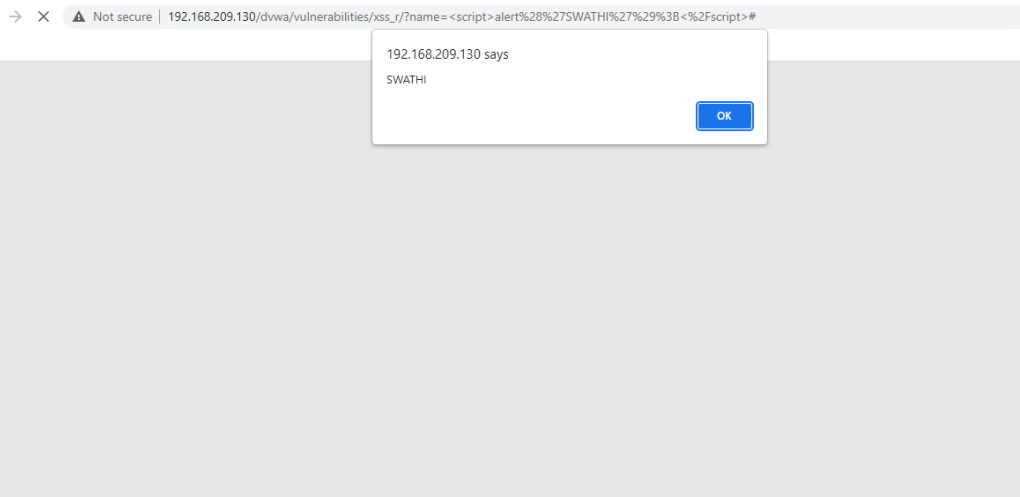 Not secure 192.168.209.130/dvwa/vulnerabilities/xss_r/?name=<script>alert%28%27SWATHI%27%29%3B<%2Fscript>#
192.168.209.130 says
SWATHI
OK